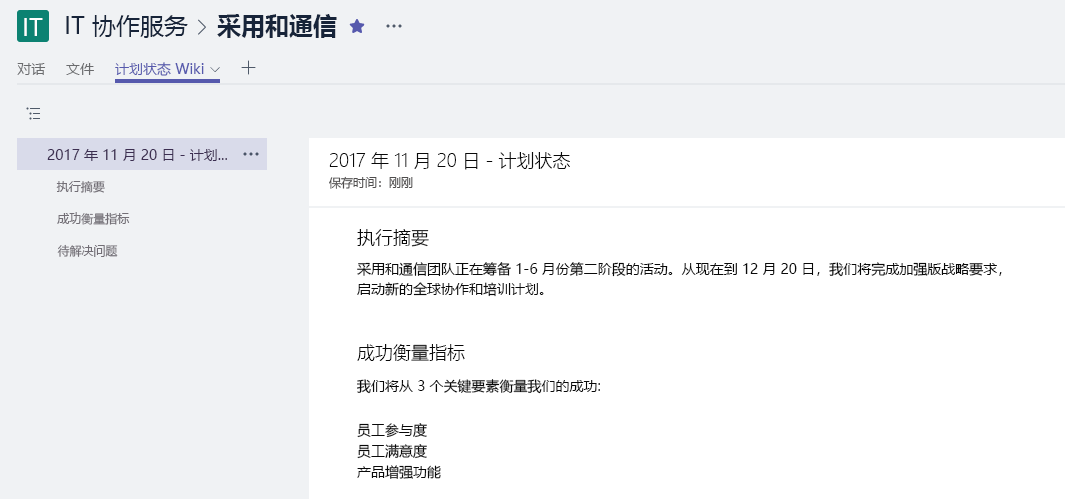 IT IT 协作服务 > 采用和通信 ...
对话 文件 计划状态 Wiki
2017 年 11 月 20 日 - 计划... ...
执行摘要
成功衡量指标
待解决问题
2017 年 11 月 20 日 - 计划状态
保存时间：刚刚
执行摘要
采用和通信团队正在筹备 1-6 月份第二阶段的活动。从现在到 12 月 20 日，我们将完成加强版战略要求，
启动新的全球协作和培训计划。
成功衡量指标
我们将从 3 个关键要素衡量我们的成功:
员工参与度
员工满意度
产品增强功能